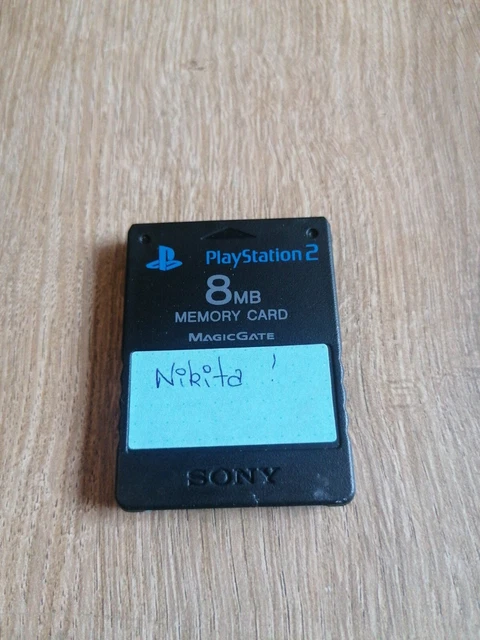 PlayStation 2
8MB
MEMORY CARD
MAGICGATE
Nikita !
SONY